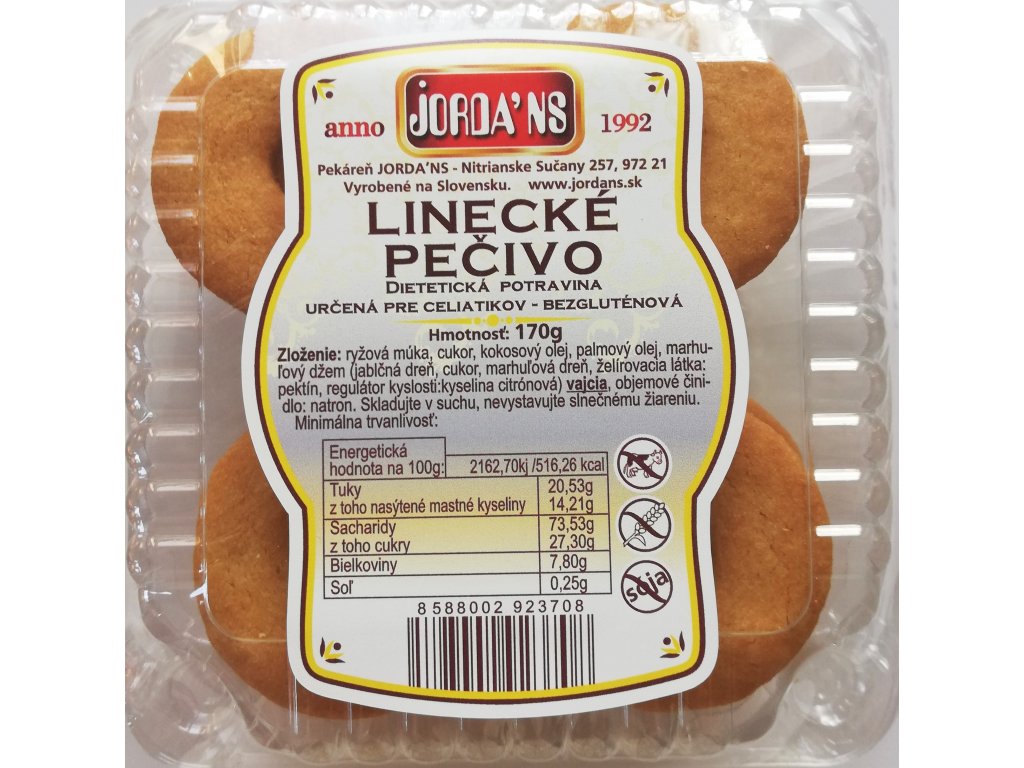 anno JORDA'NS 1992
Pekáreň JORDA'NS - Nitrianske Sučany 257, 972 21
Vyrobené na Slovensku. www.jordans.sk
LINECKÉ
PEČIVO
DIETETICKÁ POTRAVINA
URČENÁ PRE CELIATIKOV - BEZGLUTÉNOVÁ
Hmotnosť: 170g
Zloženie: ryžová múka, cukor, kokosový olej, palmový olej, marhu-
ľový džem (jabĺčná dreň, cukor, marhuľová dreň, želírovacia látka:
pektín, regulátor kyslosti:kyselina citrónová) vajcia, objemové čini-
dlo: natron. Skladujte v suchu, nevystavujte slnečnému žiareniu.
Minimálna trvanlivosť:
Energetická
hodnota na 100g: 2162,70kj /516,26 kcal
Tuky 20,53g
z toho nasýtené mastné kyseliny 14,21g
Sacharidy 73,53g
z toho cukry 27,30g
Bielkoviny 7,80g
Soľ 0,25g
soja
8 588002 923708